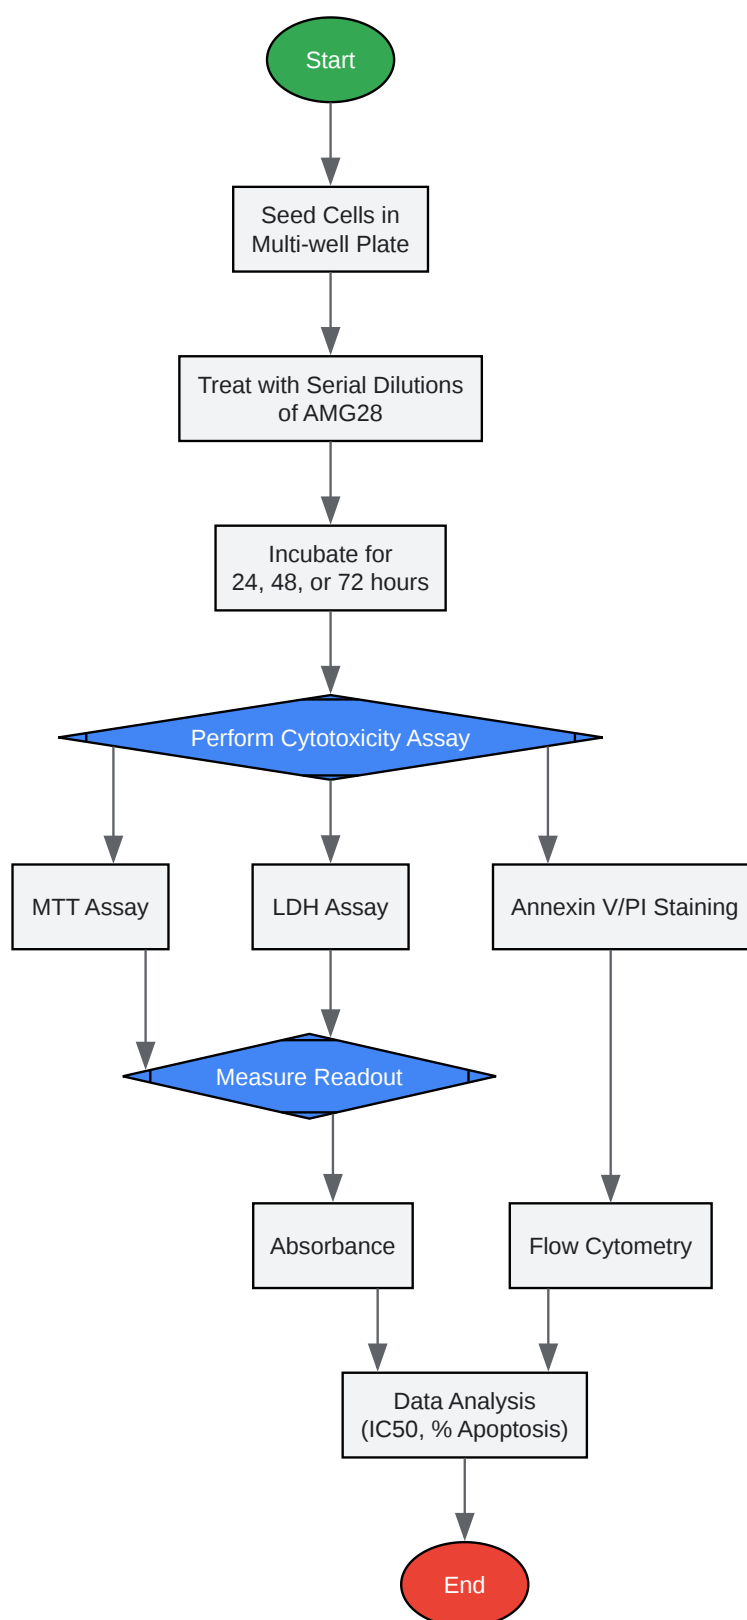 Start
Seed Cells in
Multi-well Plate
Treat with Serial Dilutions
of AMG28
Incubate for
24, 48, or 72 hours
Perform Cytotoxicity Assay
MTT Assay
LDH Assay
Annexin V/PI Staining
Measure Readout
Absorbance
Flow Cytometry
Data Analysis
(IC50, % Apoptosis)
End